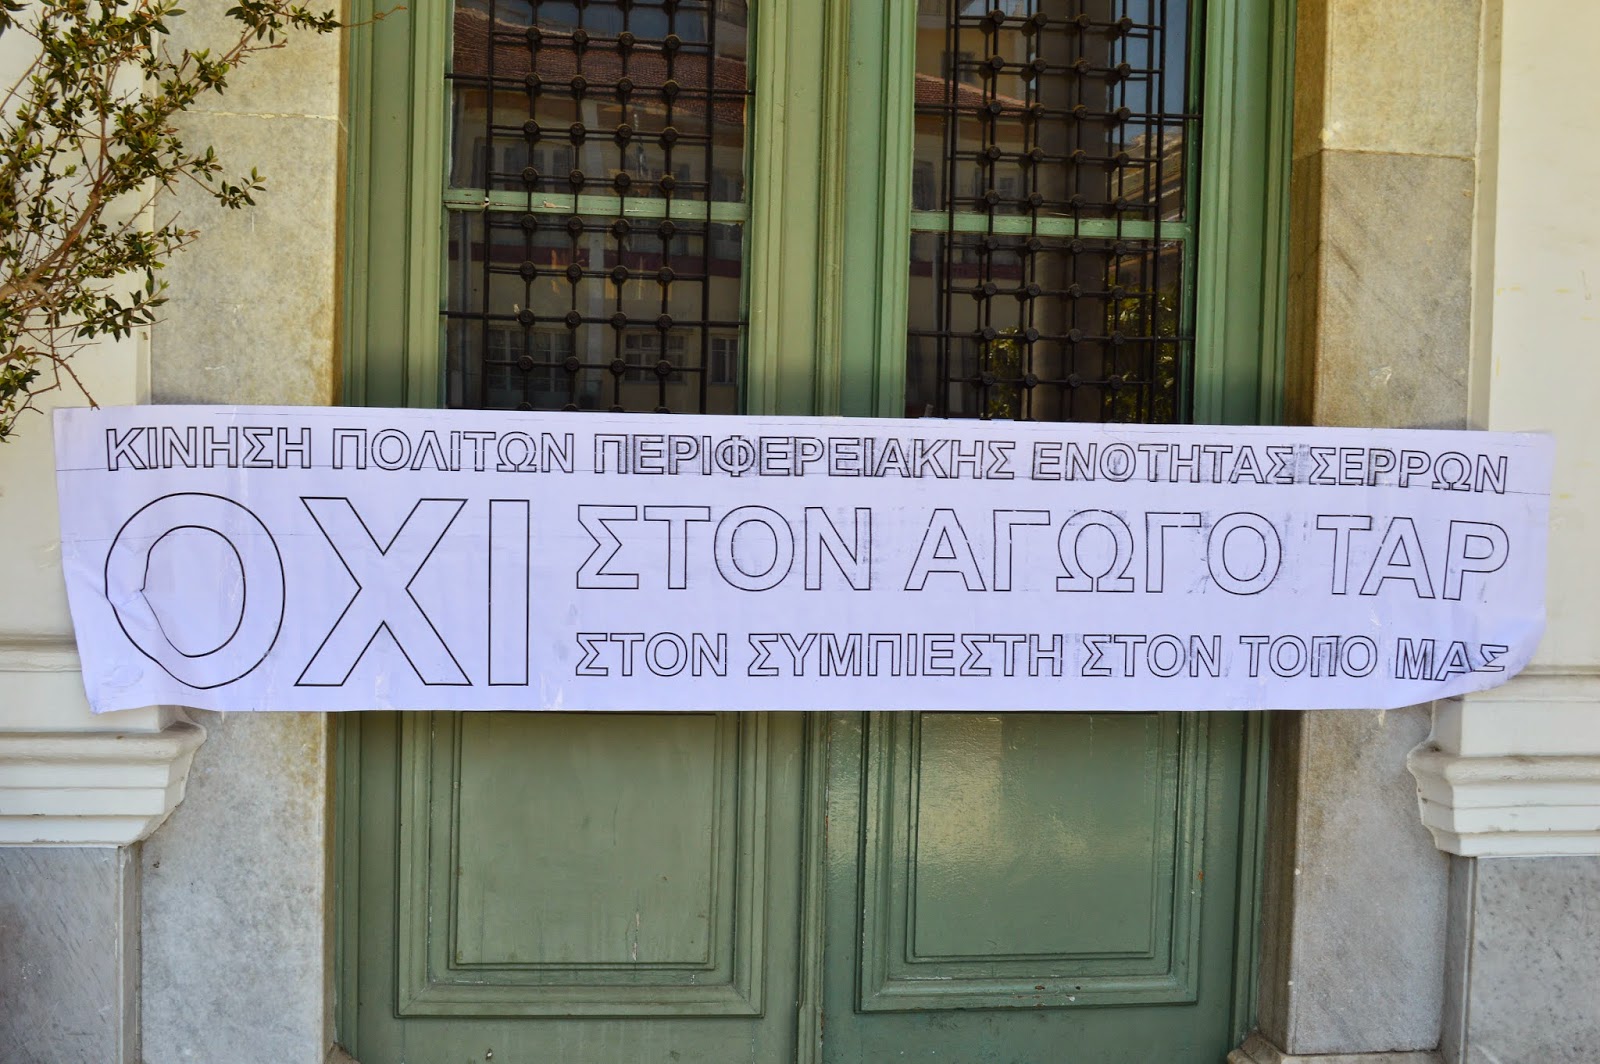 ΚΙΝΗΣΗ ΠΟΛΙΤΩΝ ΠΕΡΙΦΕΡΕΙΑΚΗΣ ΕΝΟΤΗΤΑΣ ΣΕΡΡΩΝ
ΟΧΙ ΣΤΟΝ ΑΓΩΓΟ ΤΑΡ
ΣΤΟΝ ΣΥΜΠΙΕΣΤΗ ΣΤΟΝ ΤΟΠΟ ΜΑΣ